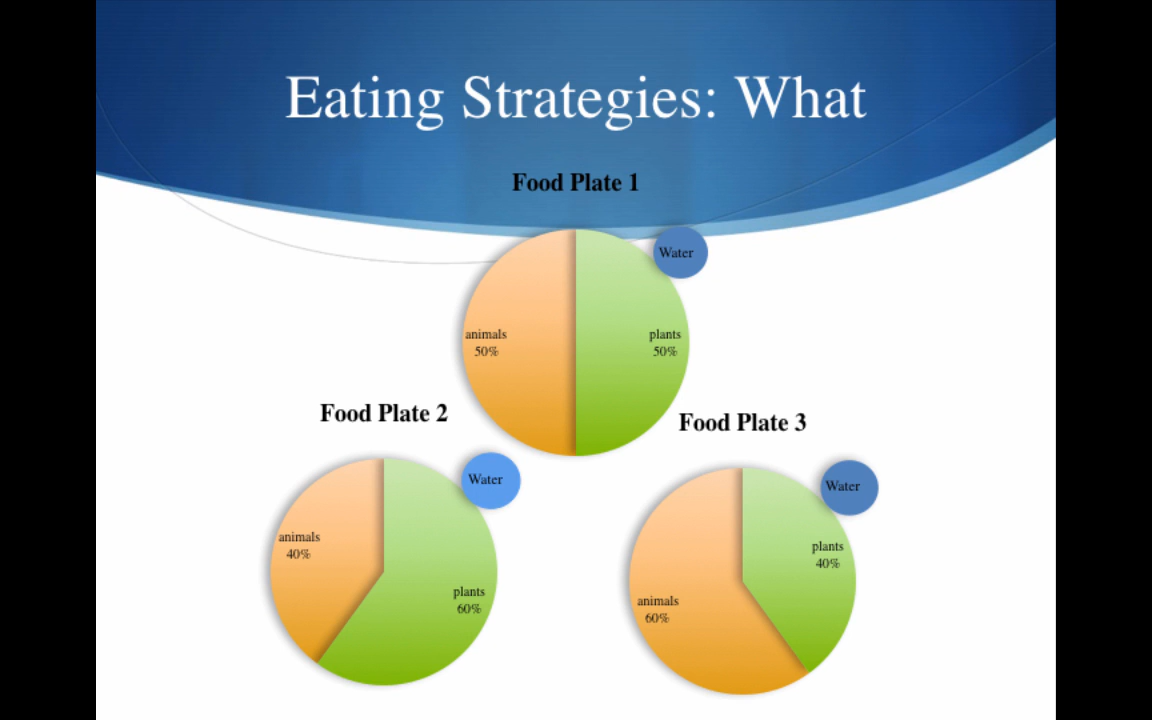 Eating Strategies: What
Food Plate 1
Water
animals
50%
plants
50%
Food Plate 2
Water
animals
40%
plants
60%
Food Plate 3
Water
plants
40%
animals
60%